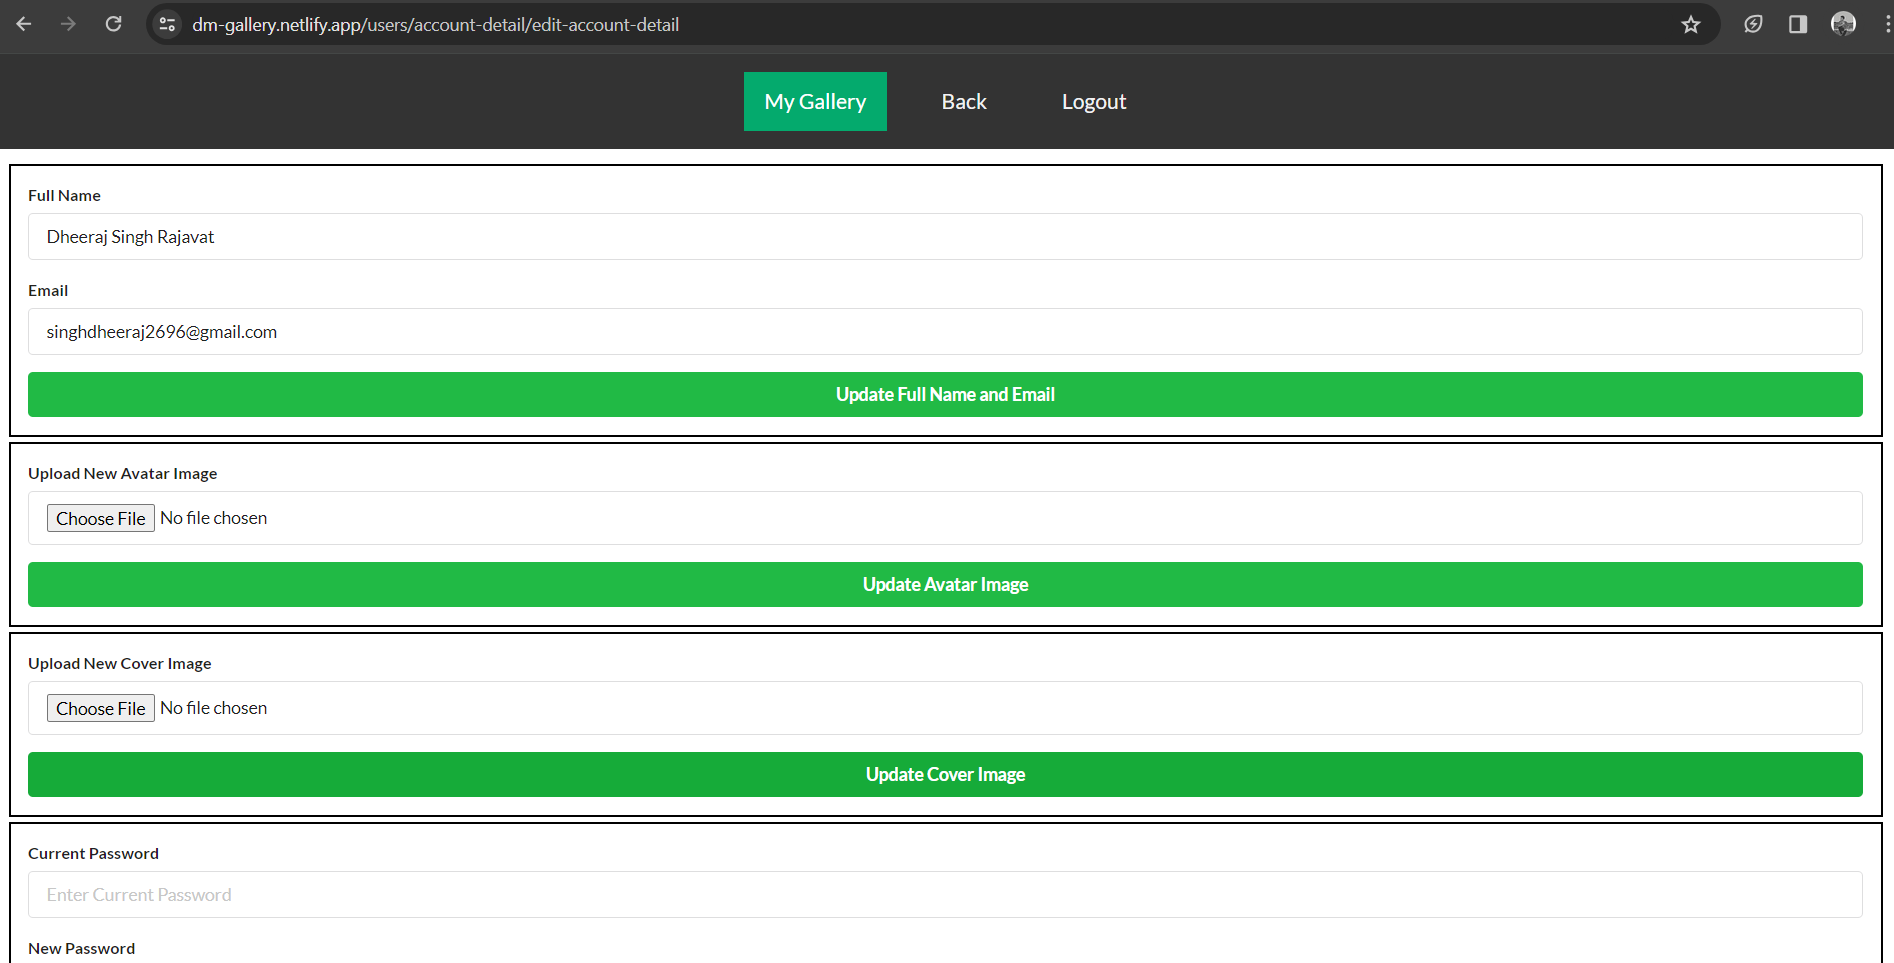 dm-gallery.netlify.app/users/account-detail/edit-account-detail
My Gallery Back Logout
Full Name
Dheeraj Singh Rajavat
Email
singhdheeraj2696@gmail.com
Update Full Name and Email
Upload New Avatar Image
Choose File No file chosen
Update Avatar Image
Upload New Cover Image
Choose File No file chosen
Update Cover Image
Current Password
Enter Current Password
New Password